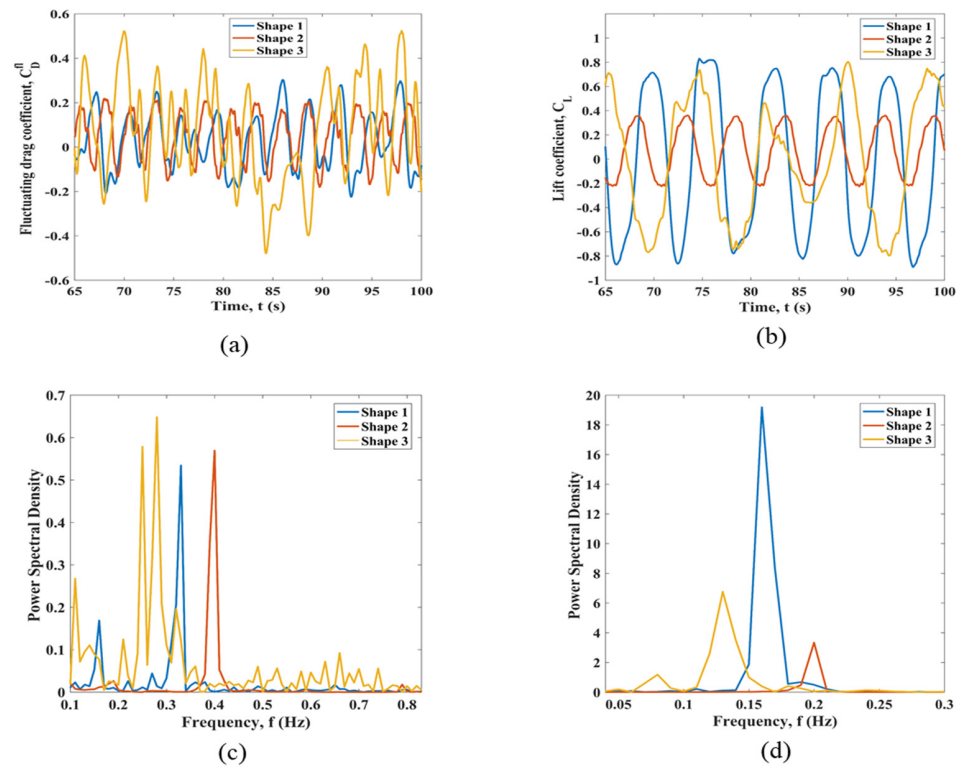 0.6
0.4
0.2
0
-0.2
-0.4
-0.6
65 70 75 80 85 90 95 100
Fluctuating drag coefficient, C_D^fl
Time, t (s)
Shape 1
Shape 2
Shape 3
(a)
1
0.8
0.6
0.4
0.2
0
-0.2
-0.4
-0.6
-0.8
-1
65 70 75 80 85 90 95 100
Lift coefficient, C_L
Time, t (s)
Shape 1
Shape 2
Shape 3
(b)
0.7
0.6
0.5
0.4
0.3
0.2
0.1
0
0.1 0.2 0.3 0.4 0.5 0.6 0.7 0.8
Power Spectral Density
Frequency, f (Hz)
Shape 1
Shape 2
Shape 3
(c)
20
18
16
14
12
10
8
6
4
2
0
0.05 0.1 0.15 0.2 0.25 0.3
Power Spectral Density
Frequency, f (Hz)
Shape 1
Shape 2
Shape 3
(d)